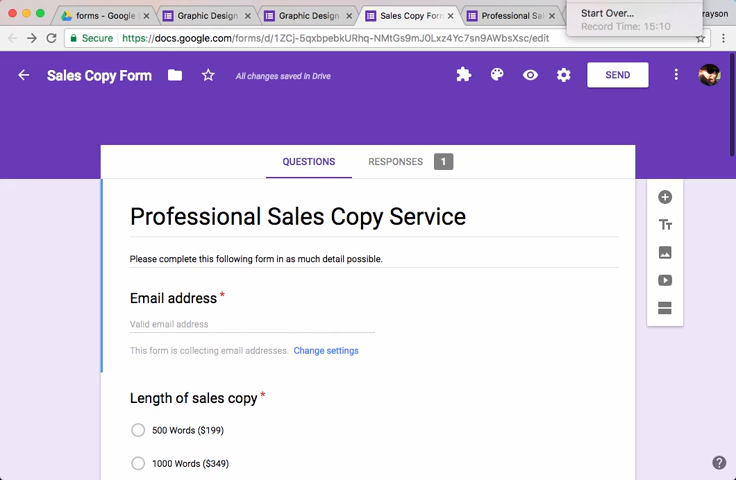 Start Over...
Record Time: 15:10
forms - Google
Graphic Design
Graphic Design
Sales Copy Form
Professional Sal
rayson
Secure
https://docs.google.com/forms/d/1ZCj-5qxbpebkURhq-NMtGs9mJ0Lxz4Yc7sn9AWbsXsc/edit
Sales Copy Form
All changes saved in Drive
SEND
QUESTIONS
RESPONSES 1
Professional Sales Copy Service
Please complete this following form in as much detail possible.
Email address *
Valid email address
This form is collecting email addresses. Change settings
Length of sales copy *
500 Words ($199)
1000 Words ($349)
Tт
?